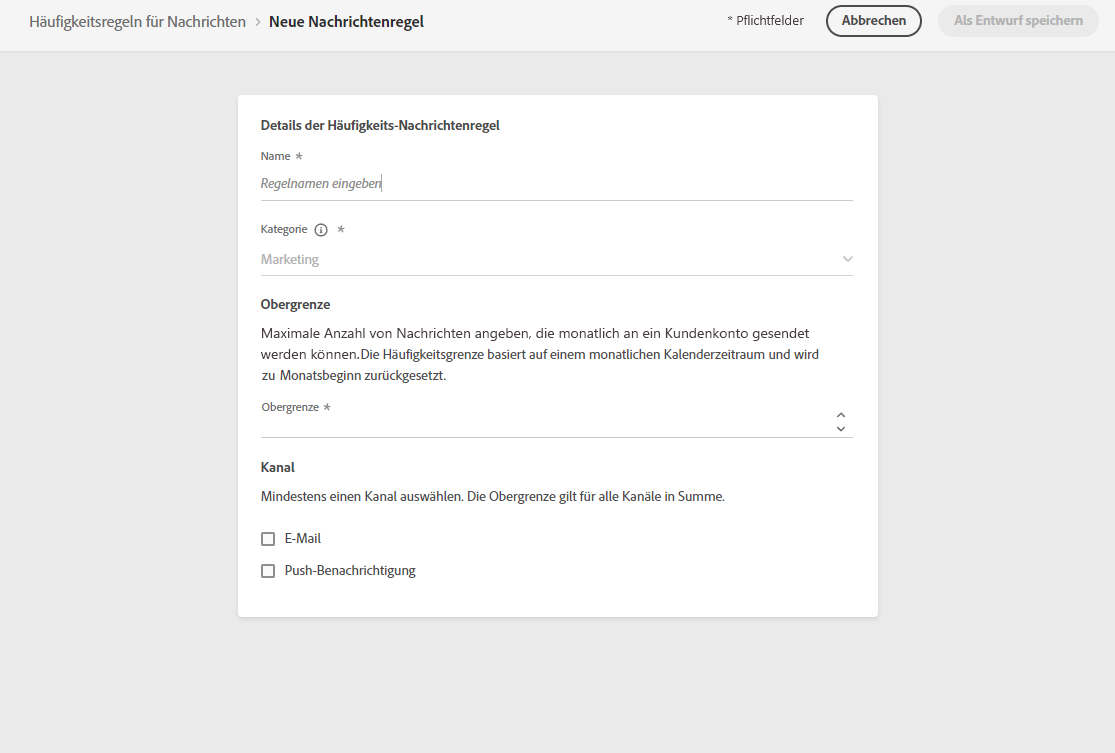 Häufigkeitsregeln für Nachrichten > Neue Nachrichtenregel
* Pflichtfelder
Abbrechen
Als Entwurf speichern
Details der Häufigkeits-Nachrichtenregel
Name *
Regelnamen eingeben
Kategorie *
Marketing
Obergrenze
Maximale Anzahl von Nachrichten angeben, die monatlich an ein Kundenkonto gesendet
werden können.Die Häufigkeitsgrenze basiert auf einem monatlichen Kalenderzeitraum und wird
zu Monatsbeginn zurückgesetzt.
Obergrenze *
Kanal
Mindestens einen Kanal auswählen. Die Obergrenze gilt für alle Kanäle in Summe.
E-Mail
Push-Benachrichtigung